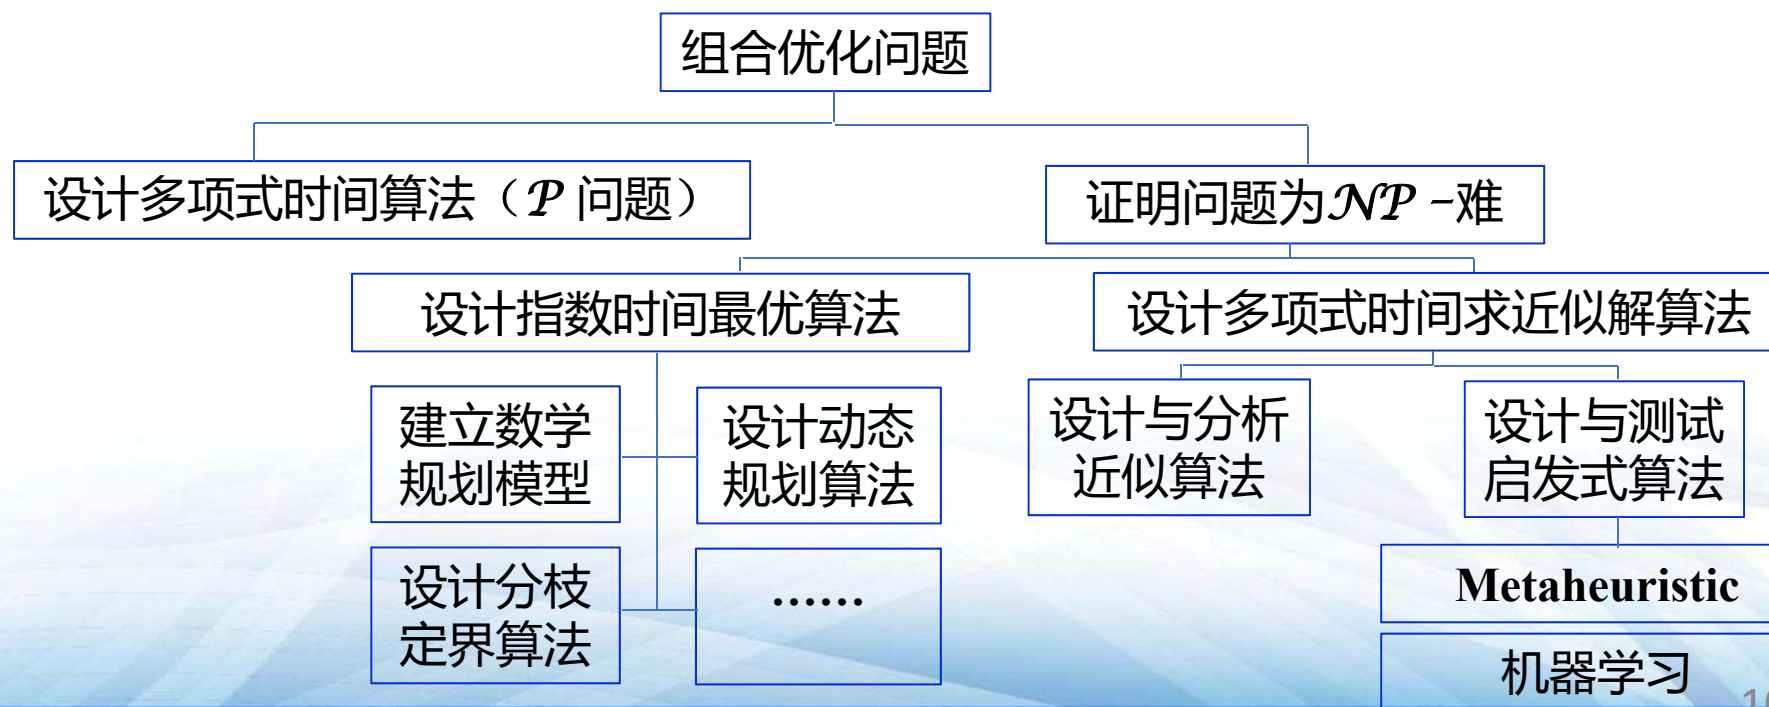 组合优化问题
设计多项式时间算法（𝒫 问题）
证明问题为𝒩𝒫 -难
设计指数时间最优算法
设计多项式时间求近似解算法
建立数学
规划模型
设计动态
规划算法
设计与分析
近似算法
设计与测试
启发式算法
设计分枝
定界算法
……
Metaheuristic
机器学习